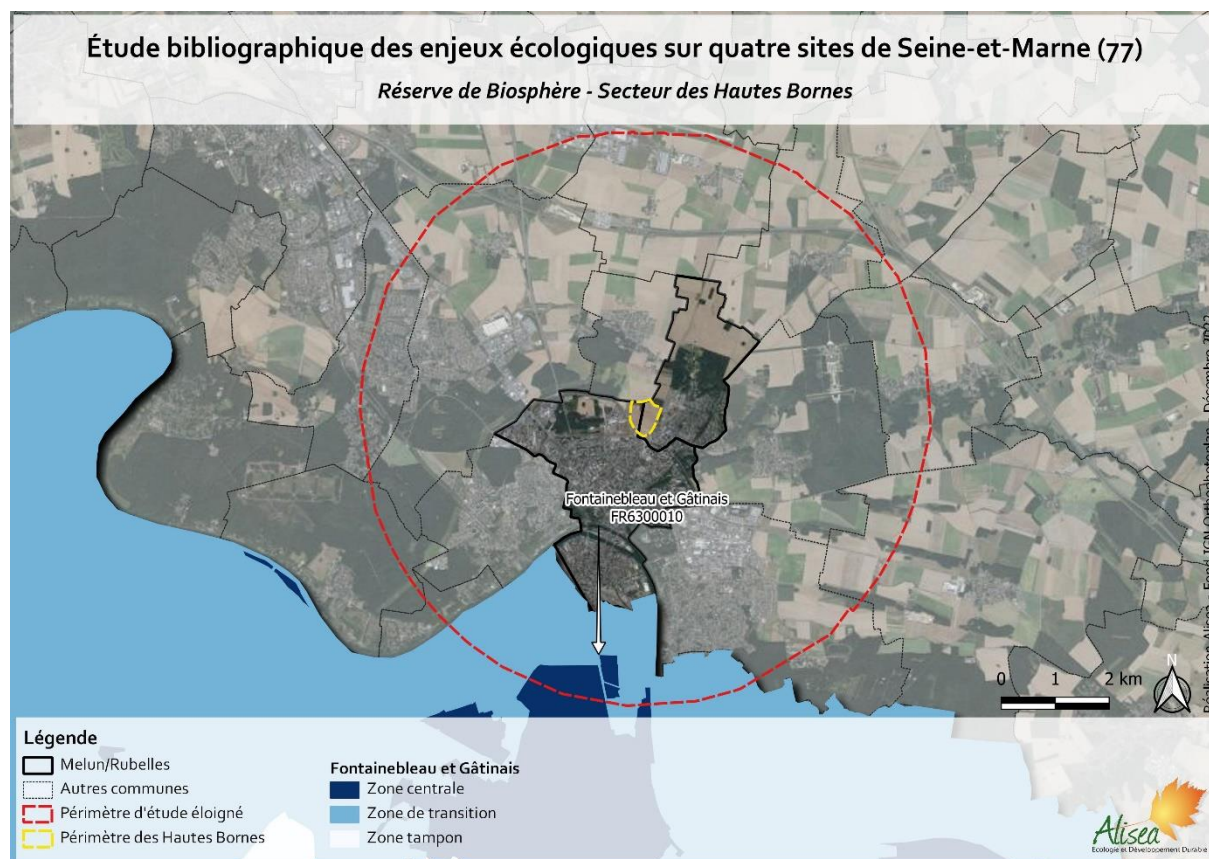 Étude bibliographique des enjeux écologiques sur quatre sites de Seine-et-Marne (77)
Réserve de Biosphère - Secteur des Hautes Bornes
Fontainebleau et Gâtinais
FR6300010
0 1 2 km
N
Légende
Melun/Rubelles
Autres communes
Périmètre d'étude éloigné
Périmètre des Hautes Bornes
Fontainebleau et Gâtinais
Zone centrale
Zone de transition
Zone tampon
Alisea
Ecologie et Développement Durable